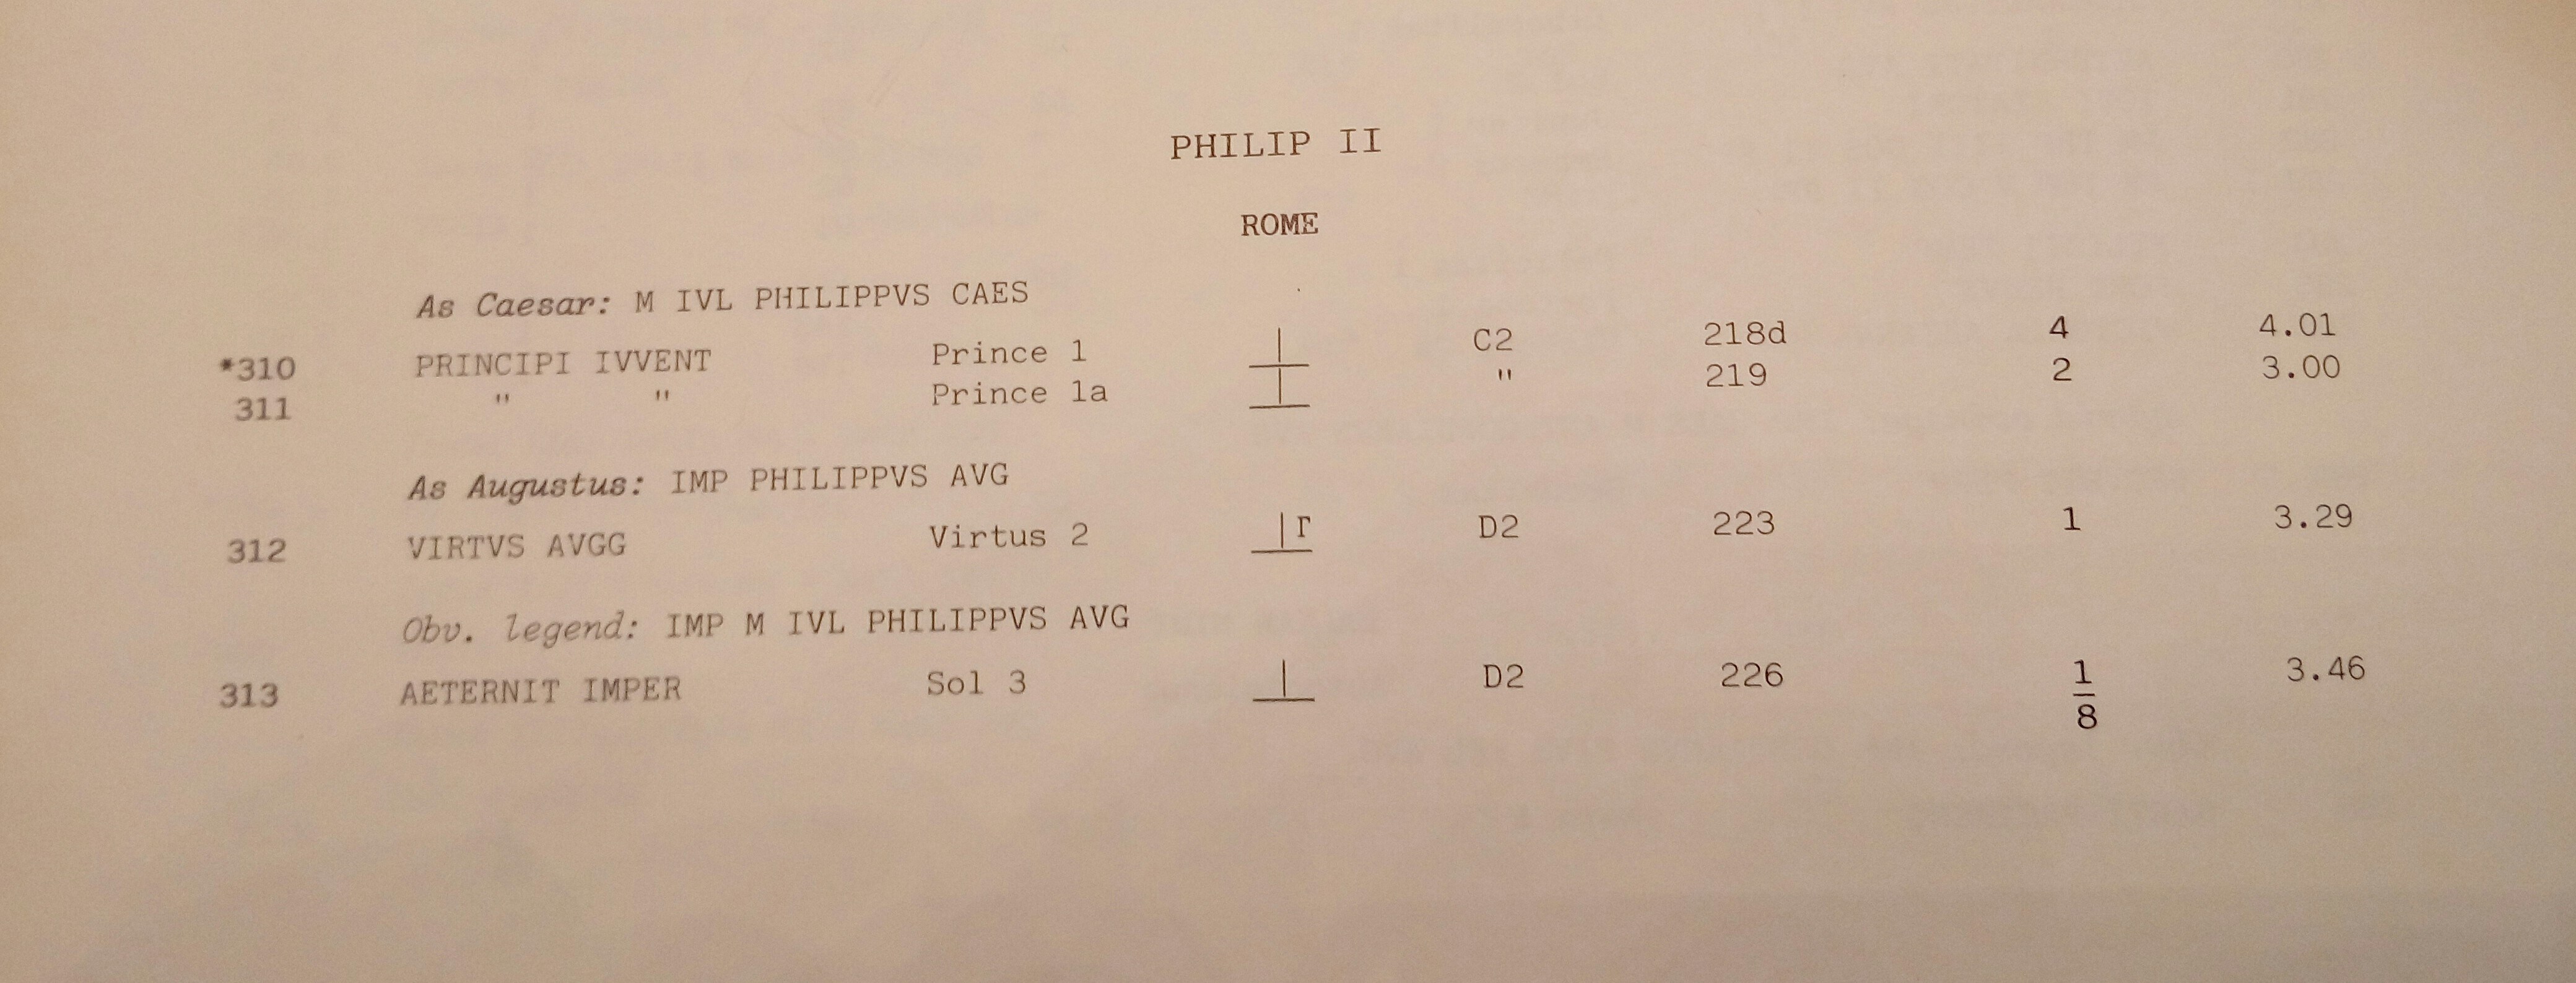 PHILIP II
ROME
As Caesar: M IVL PHILIPPVS CAES
*310 PRINCIPI IVVENT Prince 1 C2 218d 4 4.01
311 " " Prince 1a " 219 2 3.00
As Augustus: IMP PHILIPPVS AVG
312 VIRTVS AVGG Virtus 2 Γ D2 223 1 3.29
Obv. legend: IMP M IVL PHILIPPVS AVG
313 AETERNIT IMPER Sol 3 D2 226 1 3.46
8